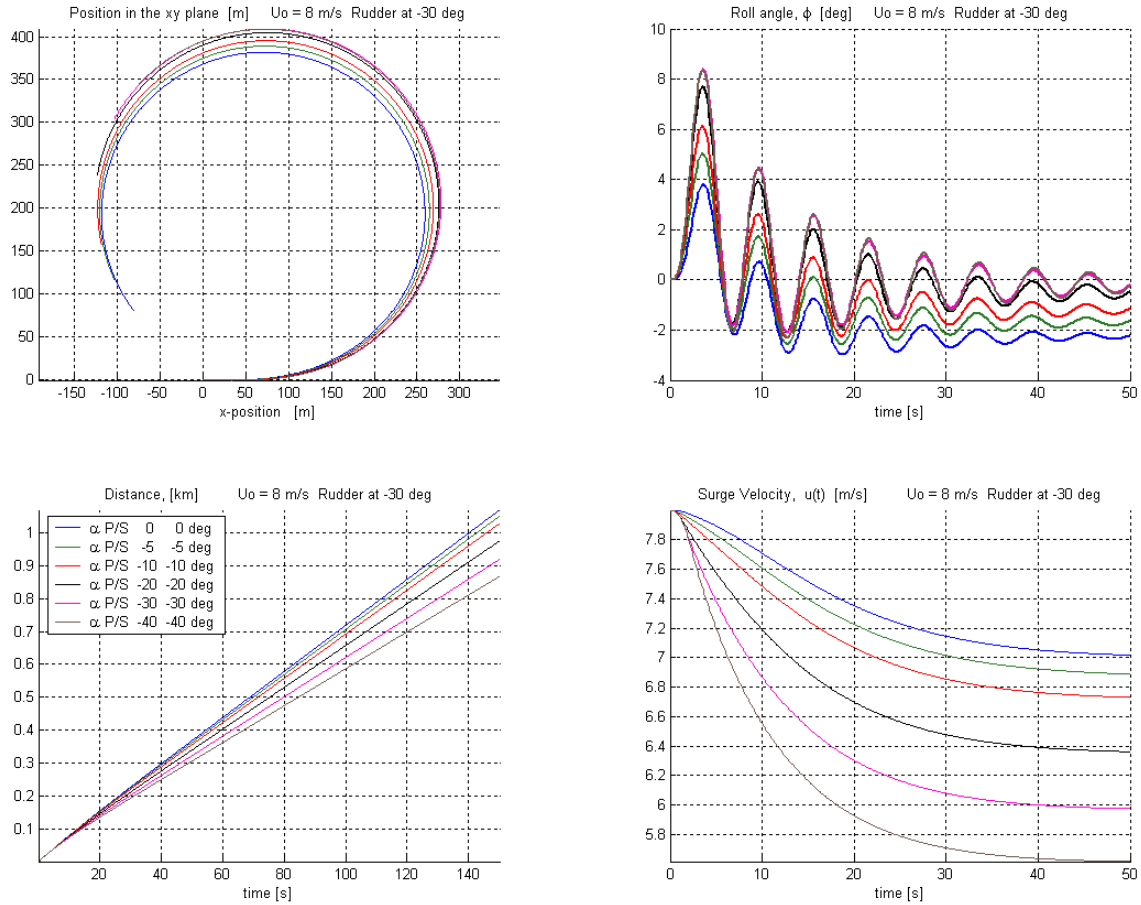 Position in the xy plane  [m]    Uo = 8 m/s  Rudder at -30 deg
400
350
300
250
200
150
100
50
0
-150 -100 -50 0 50 100 150 200 250 300
x-position   [m]
Roll angle, ϕ  [deg]    Uo = 8 m/s  Rudder at -30 deg
10
8
6
4
2
0
-2
-4
0 10 20 30 40 50
time [s]
Distance, [km]    Uo = 8 m/s  Rudder at -30 deg
α P/S   0   0 deg
α P/S   -5   -5 deg
α P/S   -10  -10 deg
α P/S   -20  -20 deg
α P/S   -30  -30 deg
α P/S   -40  -40 deg
1
0.9
0.8
0.7
0.6
0.5
0.4
0.3
0.2
0.1
20 40 60 80 100 120 140
time [s]
Surge Velocity,  u(t)  [m/s]    Uo = 8 m/s  Rudder at -30 deg
7.8
7.6
7.4
7.2
7
6.8
6.6
6.4
6.2
6
5.8
0 10 20 30 40 50
time [s]